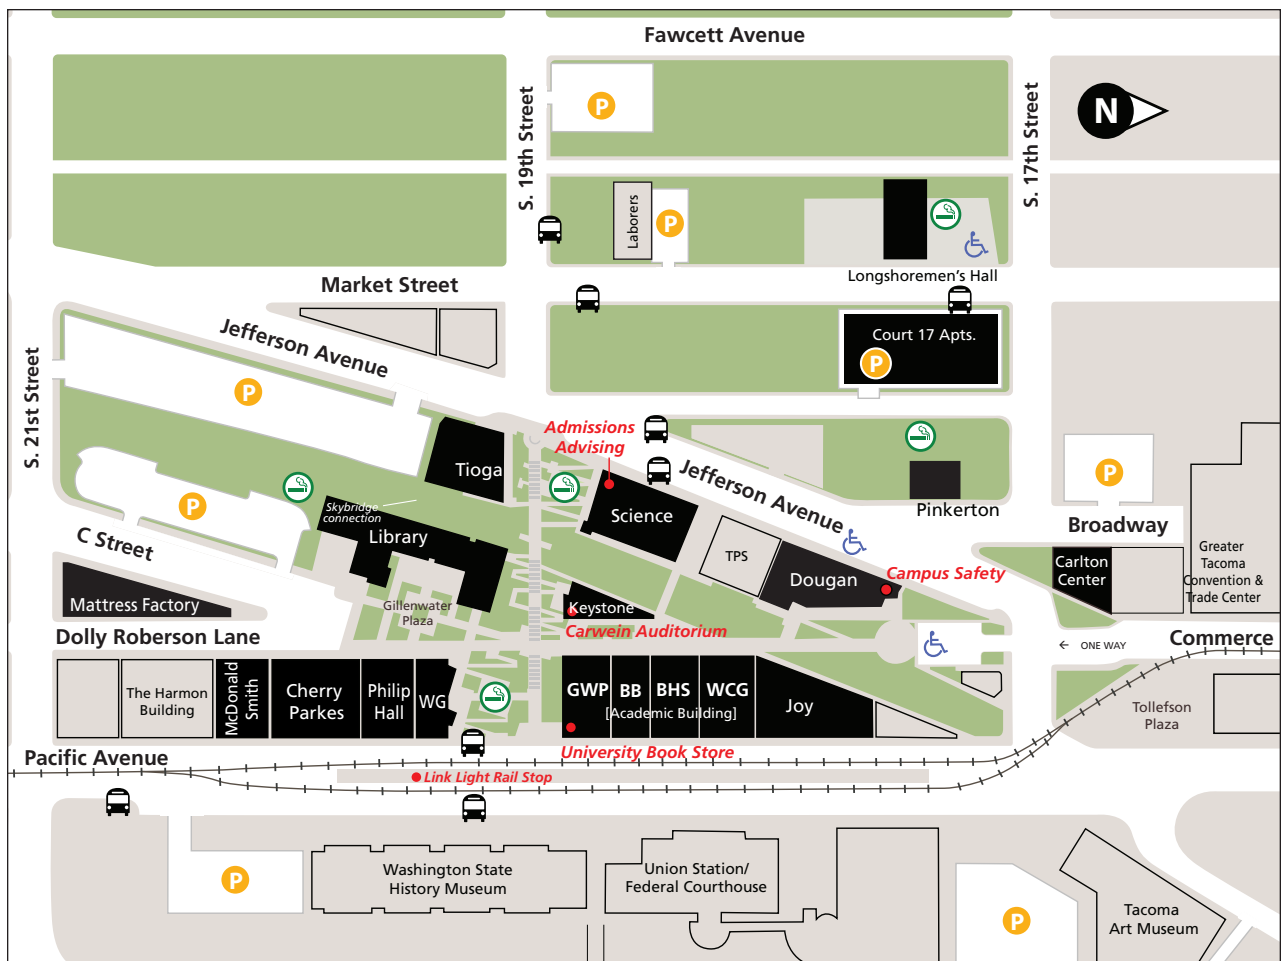 Fawcett Avenue
S. 19th Street
S. 17th Street
N
P
Laborers
P
Longshoremen's Hall
Market Street
Jefferson Avenue
S. 21st Street
Court 17 Apts.
P
P
Admissions
Advising
Tioga
Science
Jefferson Avenue
Pinkerton
P
Broadway
P
Skybridge
connection
Library
C Street
TPS
Dougan
Campus Safety
Carlton
Center
Greater
Tacoma
Convention &
Trade Center
Mattress Factory
Gillenwater
Plaza
Keystone
Carwein Auditorium
Dolly Roberson Lane
← ONE WAY
Commerce
The Harmon
Building
McDonald
Smith
Cherry
Parkes
Philip
Hall
WG
GWP
BB
BHS
WCG
[Academic Building]
Joy
Tollefson
Plaza
Pacific Avenue
University Book Store
Link Light Rail Stop
P
Washington State
History Museum
Union Station/
Federal Courthouse
P
Tacoma
Art Museum